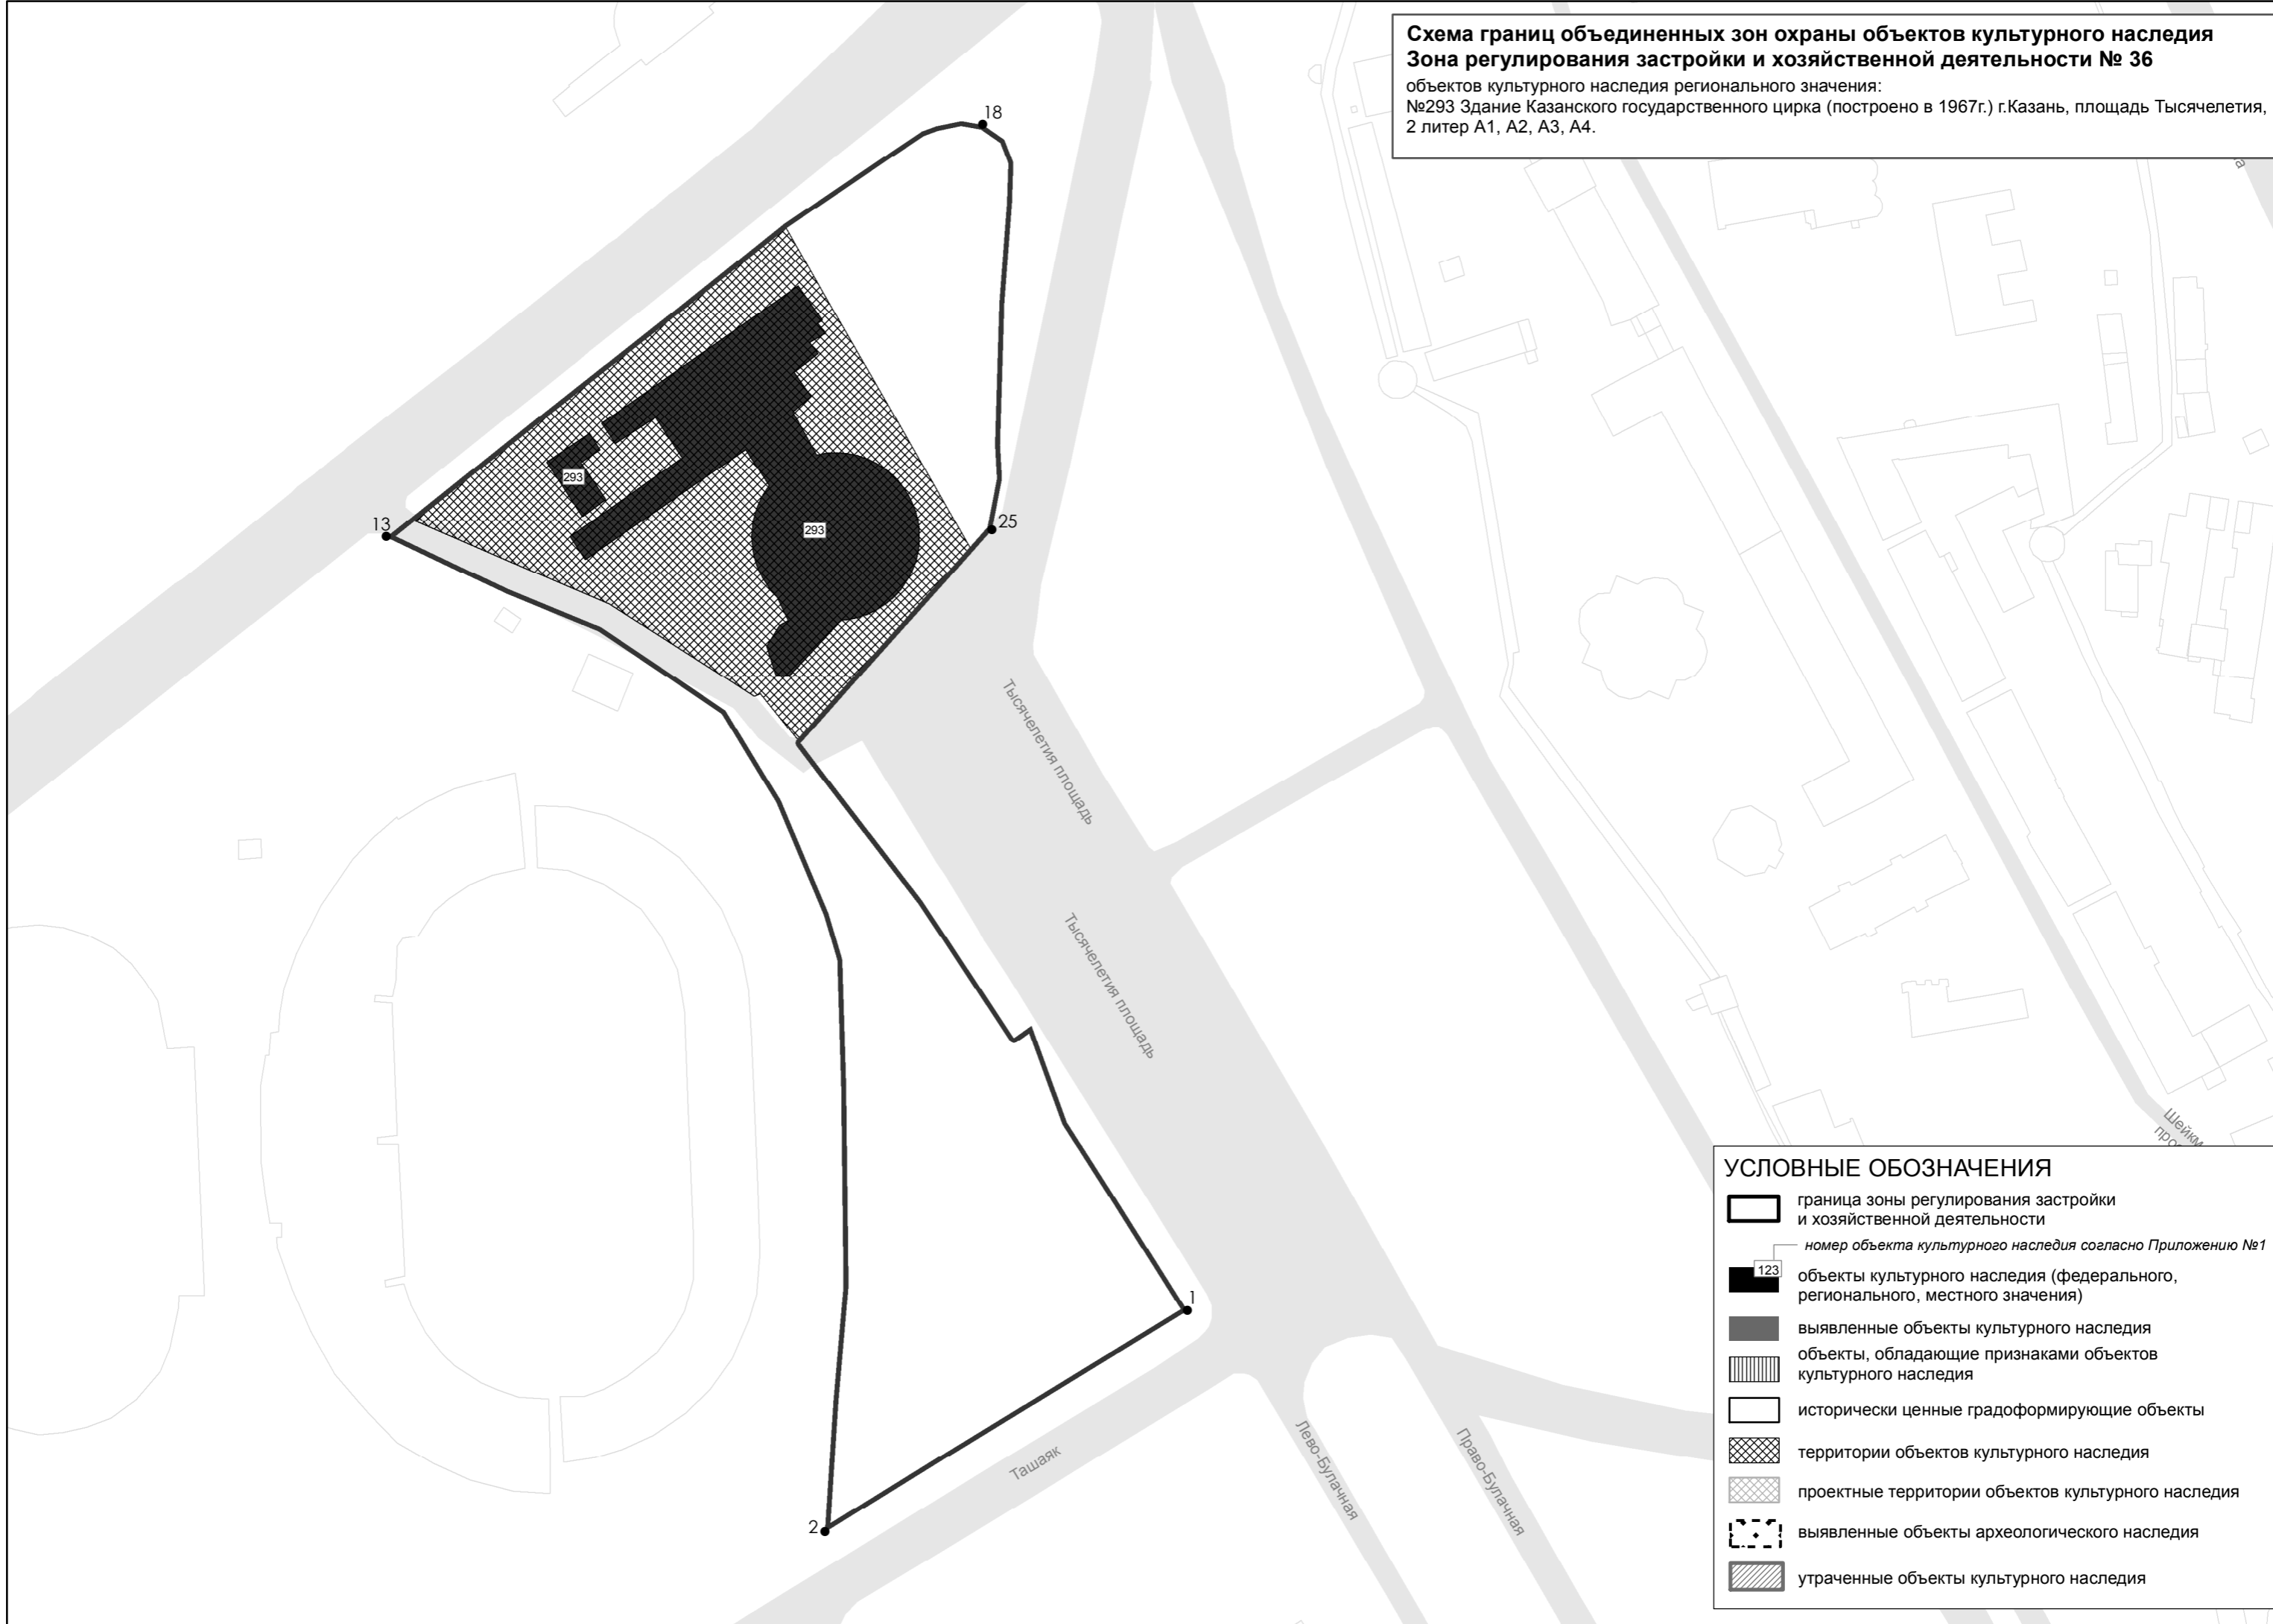 Схема границ объединенных зон охраны объектов культурного наследия
Зона регулирования застройки и хозяйственной деятельности № 36
объектов культурного наследия регионального значения:
№293 Здание Казанского государственного цирка (построено в 1967г.) г.Казань, площадь Тысячелетия,
2 литер А1, А2, А3, А4.
18
293
13
25
293
Тысячелетия площадь
Тысячелетия площадь
1
2
Ташаяк
Лево-Булачная
Право-Булачная
УСЛОВНЫЕ ОБОЗНАЧЕНИЯ
граница зоны регулирования застройки
и хозяйственной деятельности
номер объекта культурного наследия согласно Приложению №1
123
объекты культурного наследия (федерального,
регионального, местного значения)
выявленные объекты культурного наследия
объекты, обладающие признаками объектов
культурного наследия
исторически ценные градоформирующие объекты
территории объектов культурного наследия
проектные территории объектов культурного наследия
выявленные объекты археологического наследия
утраченные объекты культурного наследия